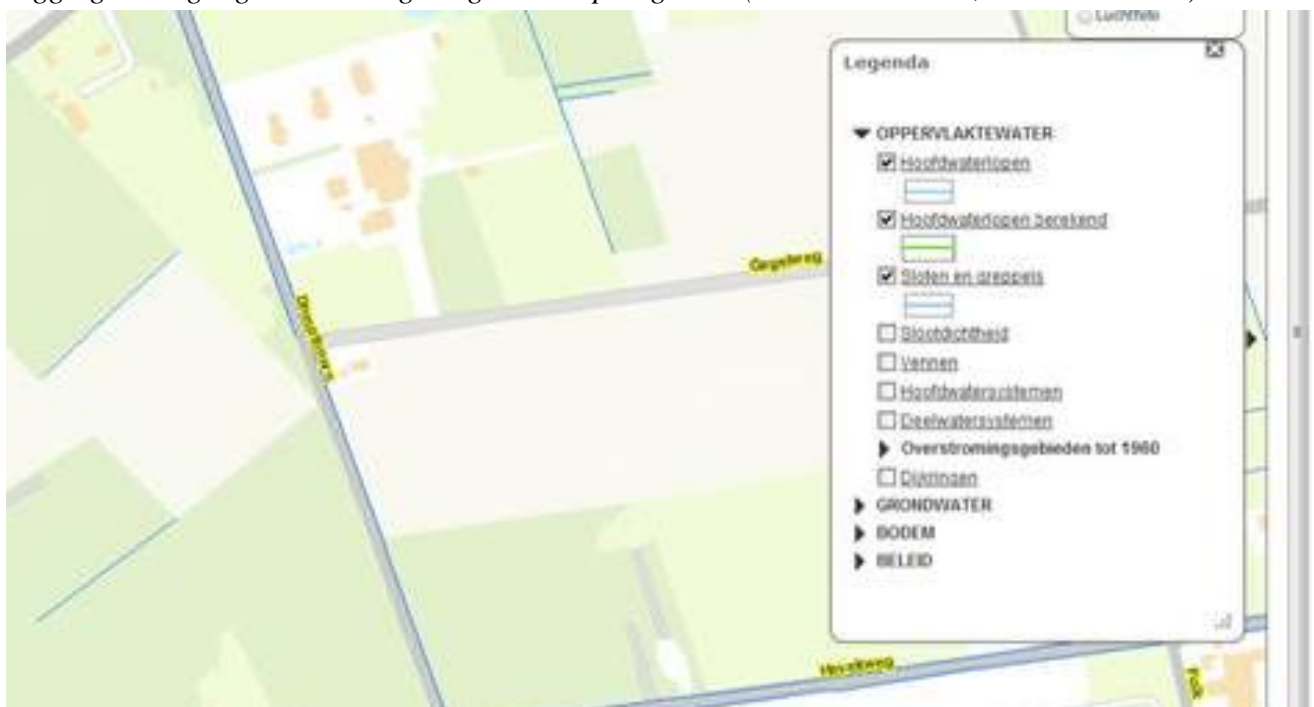 Luchtfoto
Legenda
OPPERVLAKTEWATER
Hoofdwaterlopen
Hoofdwaterlopen berekend
Sloten en greppels
Slootdichtheid
Vennen
Hoofdwatersystemen
Deelwatersystemen
Overstromingsgebieden tot 1960
Dijkringen
GRONDWATER
BODEM
BELEID